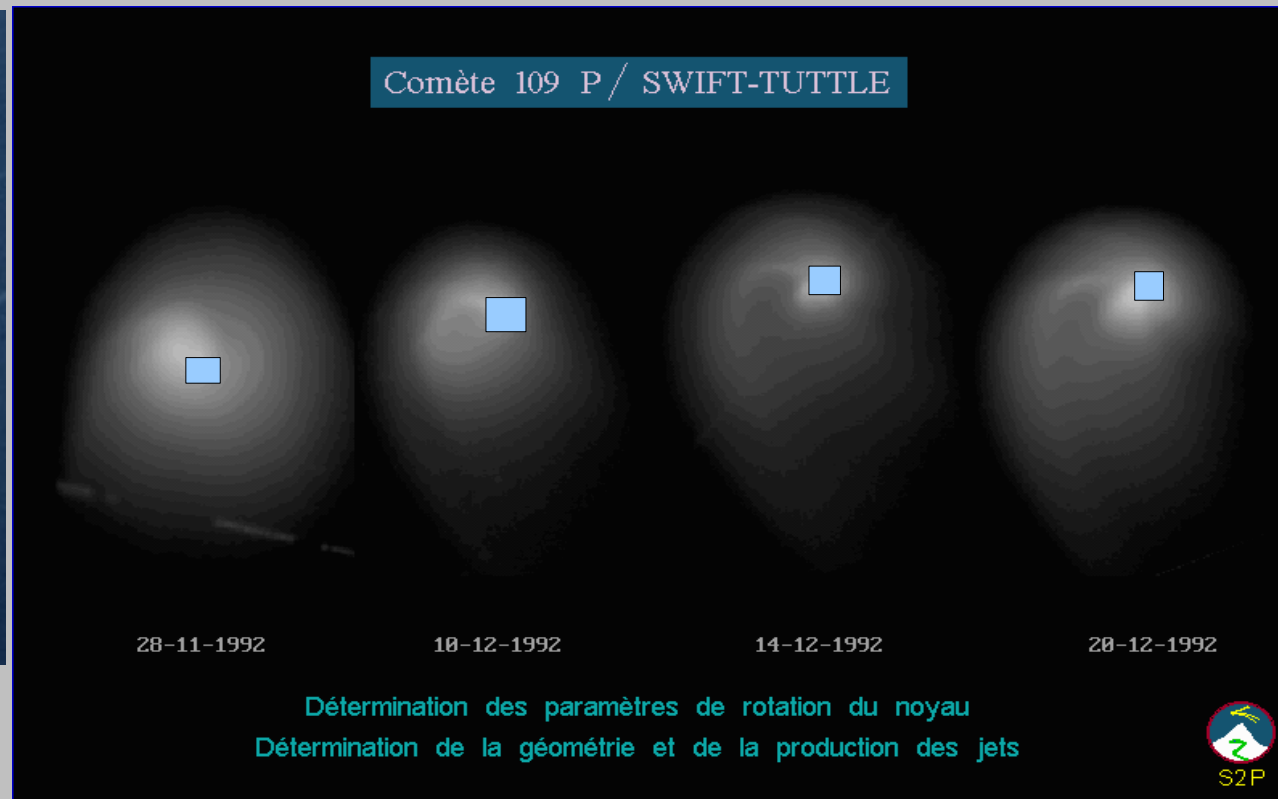 Comète 109 P / SWIFT-TUTTLE
28-11-1992 10-12-1992 14-12-1992 20-12-1992
Détermination des paramètres de rotation du noyau
Détermination de la géométrie et de la production des jets
S2P